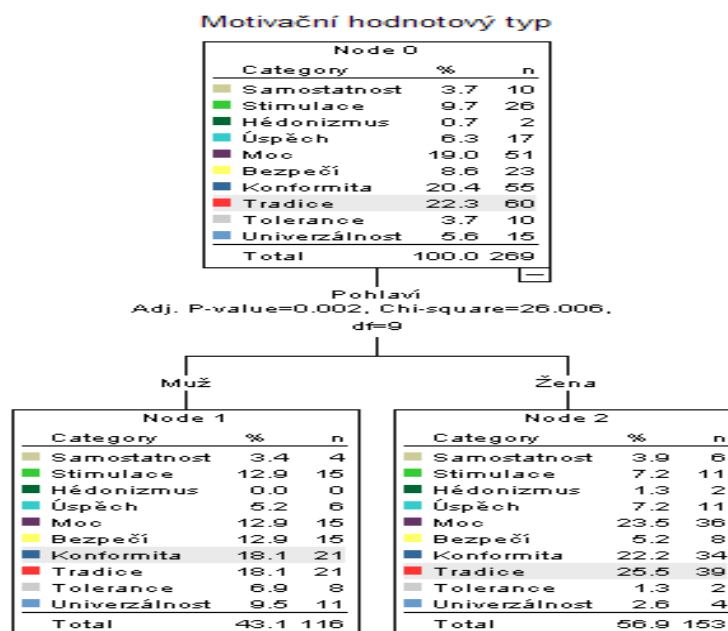 Motivační hodnotový typ
Node 0
Category % n
Samostatnost 3.7 10
Stimulace 9.7 26
Hédonizmus 0.7 2
Úspěch 6.3 17
Moc 19.0 51
Bezpečí 8.6 23
Konformita 20.4 55
Tradice 22.3 60
Tolerance 3.7 10
Univerzálnost 5.6 15
Total 100.0 269
Pohlaví
Adj. P-value=0.002, Chi-square=26.006,
df=9
Muž
Node 1
Category % n
Samostatnost 3.4 4
Stimulace 12.9 15
Hédonizmus 0.0 0
Úspěch 5.2 6
Moc 12.9 15
Bezpečí 12.9 15
Konformita 18.1 21
Tradice 18.1 21
Tolerance 6.9 8
Univerzálnost 9.5 11
Total 43.1 116
Žena
Node 2
Category % n
Samostatnost 3.9 6
Stimulace 7.2 11
Hédonizmus 1.3 2
Úspěch 7.2 11
Moc 23.5 36
Bezpečí 5.2 8
Konformita 22.2 34
Tradice 25.5 39
Tolerance 1.3 2
Univerzálnost 2.6 4
Total 56.9 153